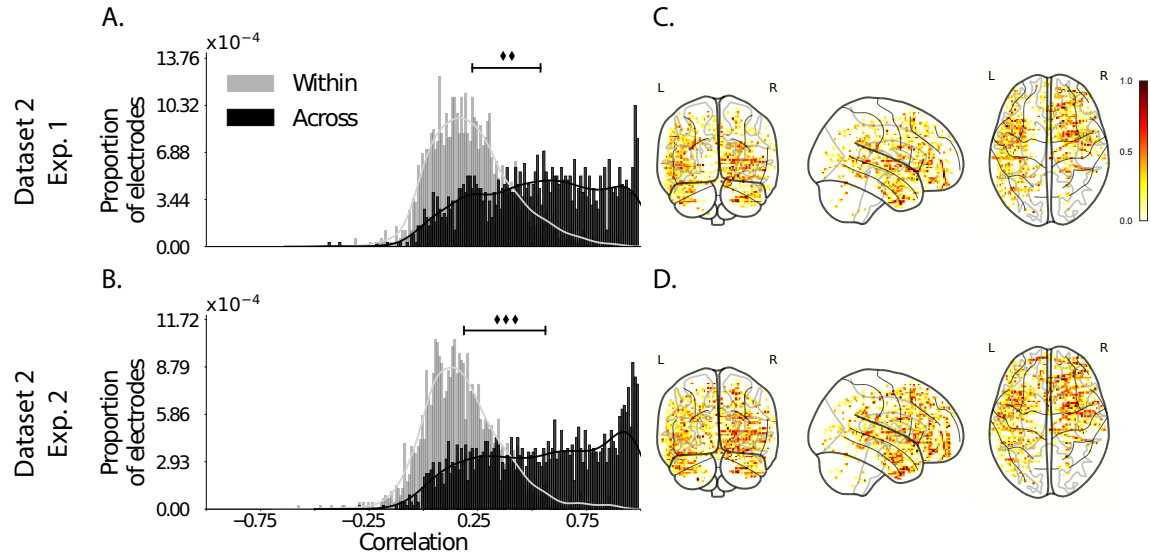 A.
C.
x10⁻⁴
Dataset 2
Exp. 1
Proportion
of electrodes
13.76
10.32
6.88
3.44
0.00
♦♦
Within
Across
L
R
L
R
1.0
0.5
0.0
B.
D.
x10⁻⁴
Dataset 2
Exp. 2
Proportion
of electrodes
11.72
8.79
5.86
2.93
0.00
♦♦♦
−0.75
−0.25
0.25
0.75
Correlation
L
R
L
R